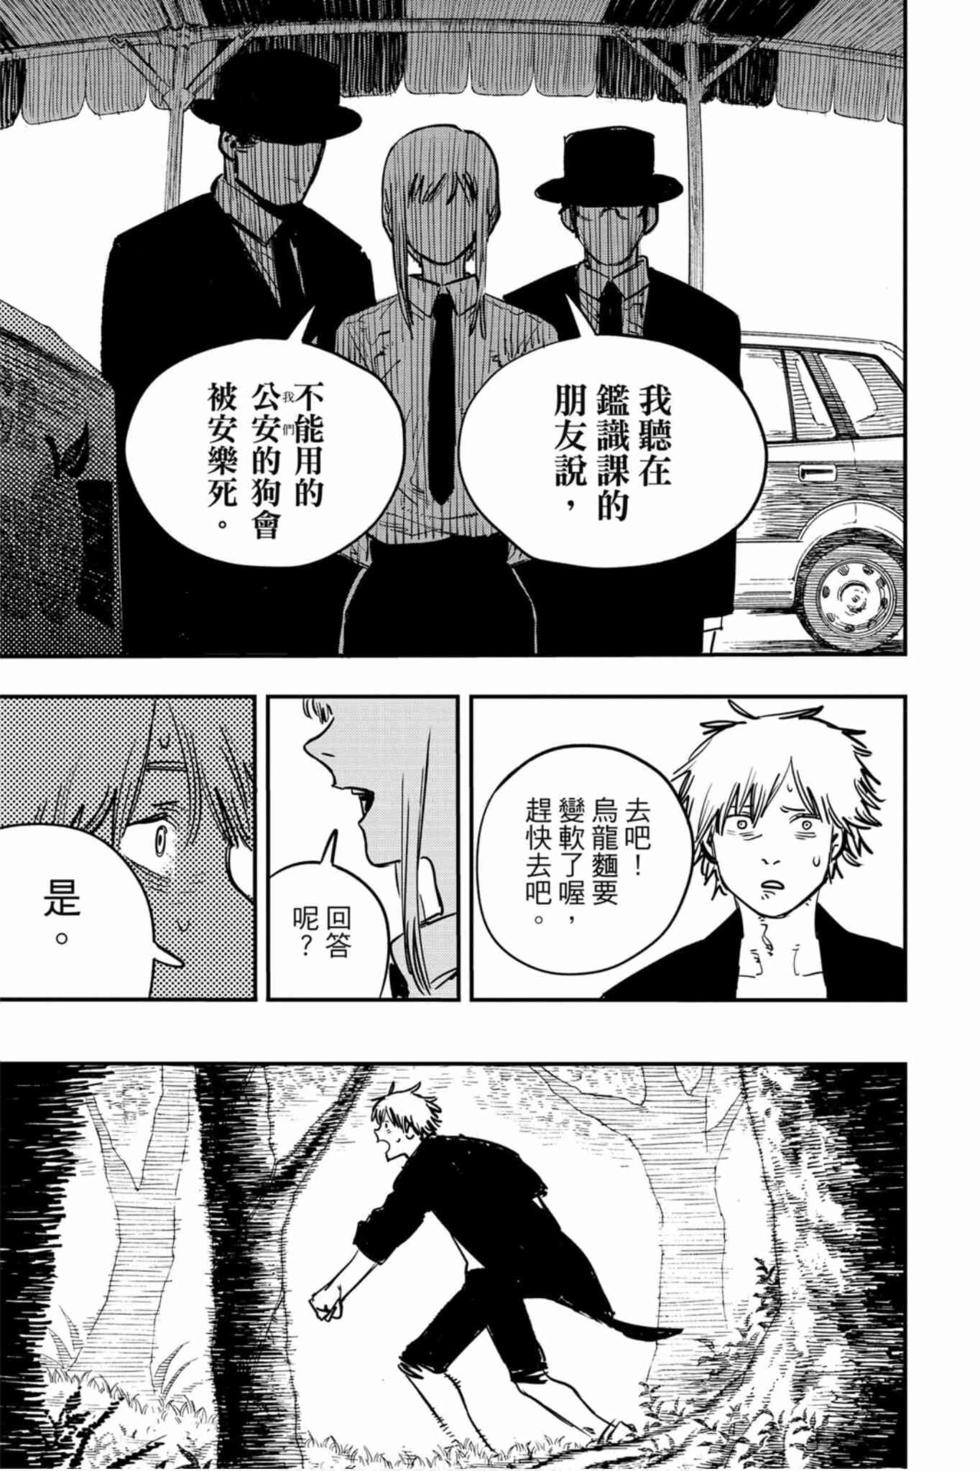 我聽在
鑑識課的
朋友說，
不能用的
公安的狗會
我們
被安樂死。
去吧！
烏龍麵要
變軟了喔，
趕快去吧。
回答
呢？
是。